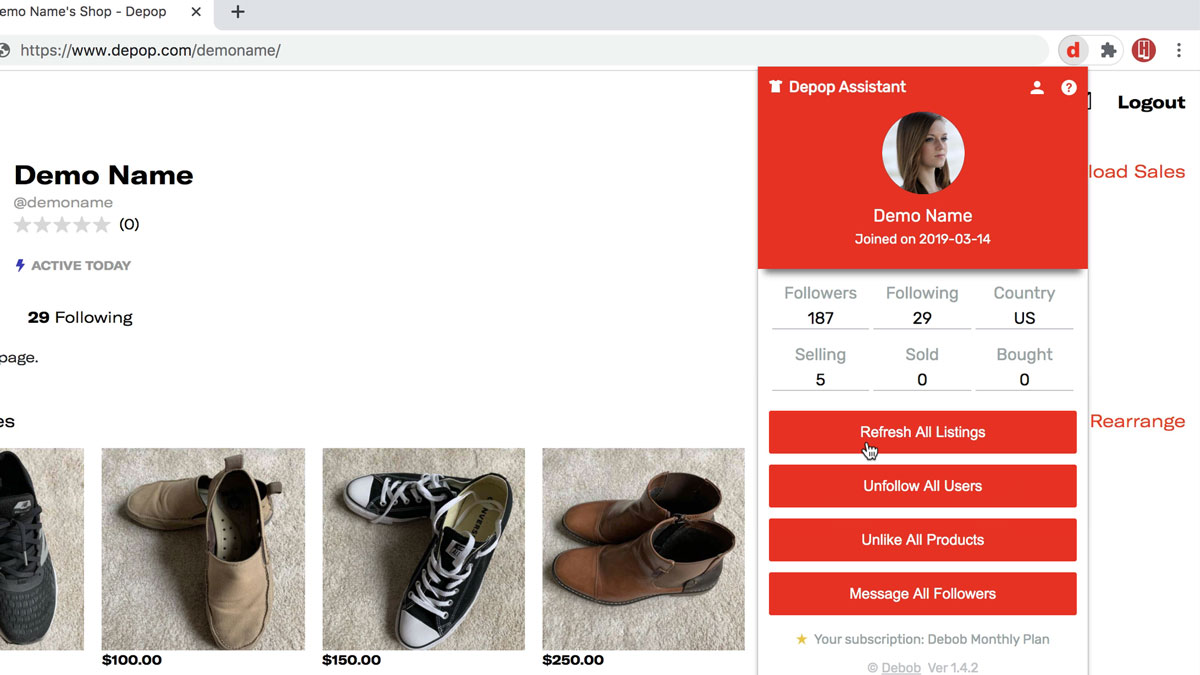 emo Name's Shop - Depop
https://www.depop.com/demoname/
d
Depop Assistant
Logout
Demo Name
@demoname
(0)
load Sales
Demo Name
Joined on 2019-03-14
ACTIVE TODAY
29 Following
page.
Followers Following Country
187 29 US
Selling Sold Bought
5 0 0
es
Rearrange
Refresh All Listings
Unfollow All Users
Unlike All Products
Message All Followers
$100.00 $150.00 $250.00
Your subscription: Debob Monthly Plan
© Debob Ver 1.4.2